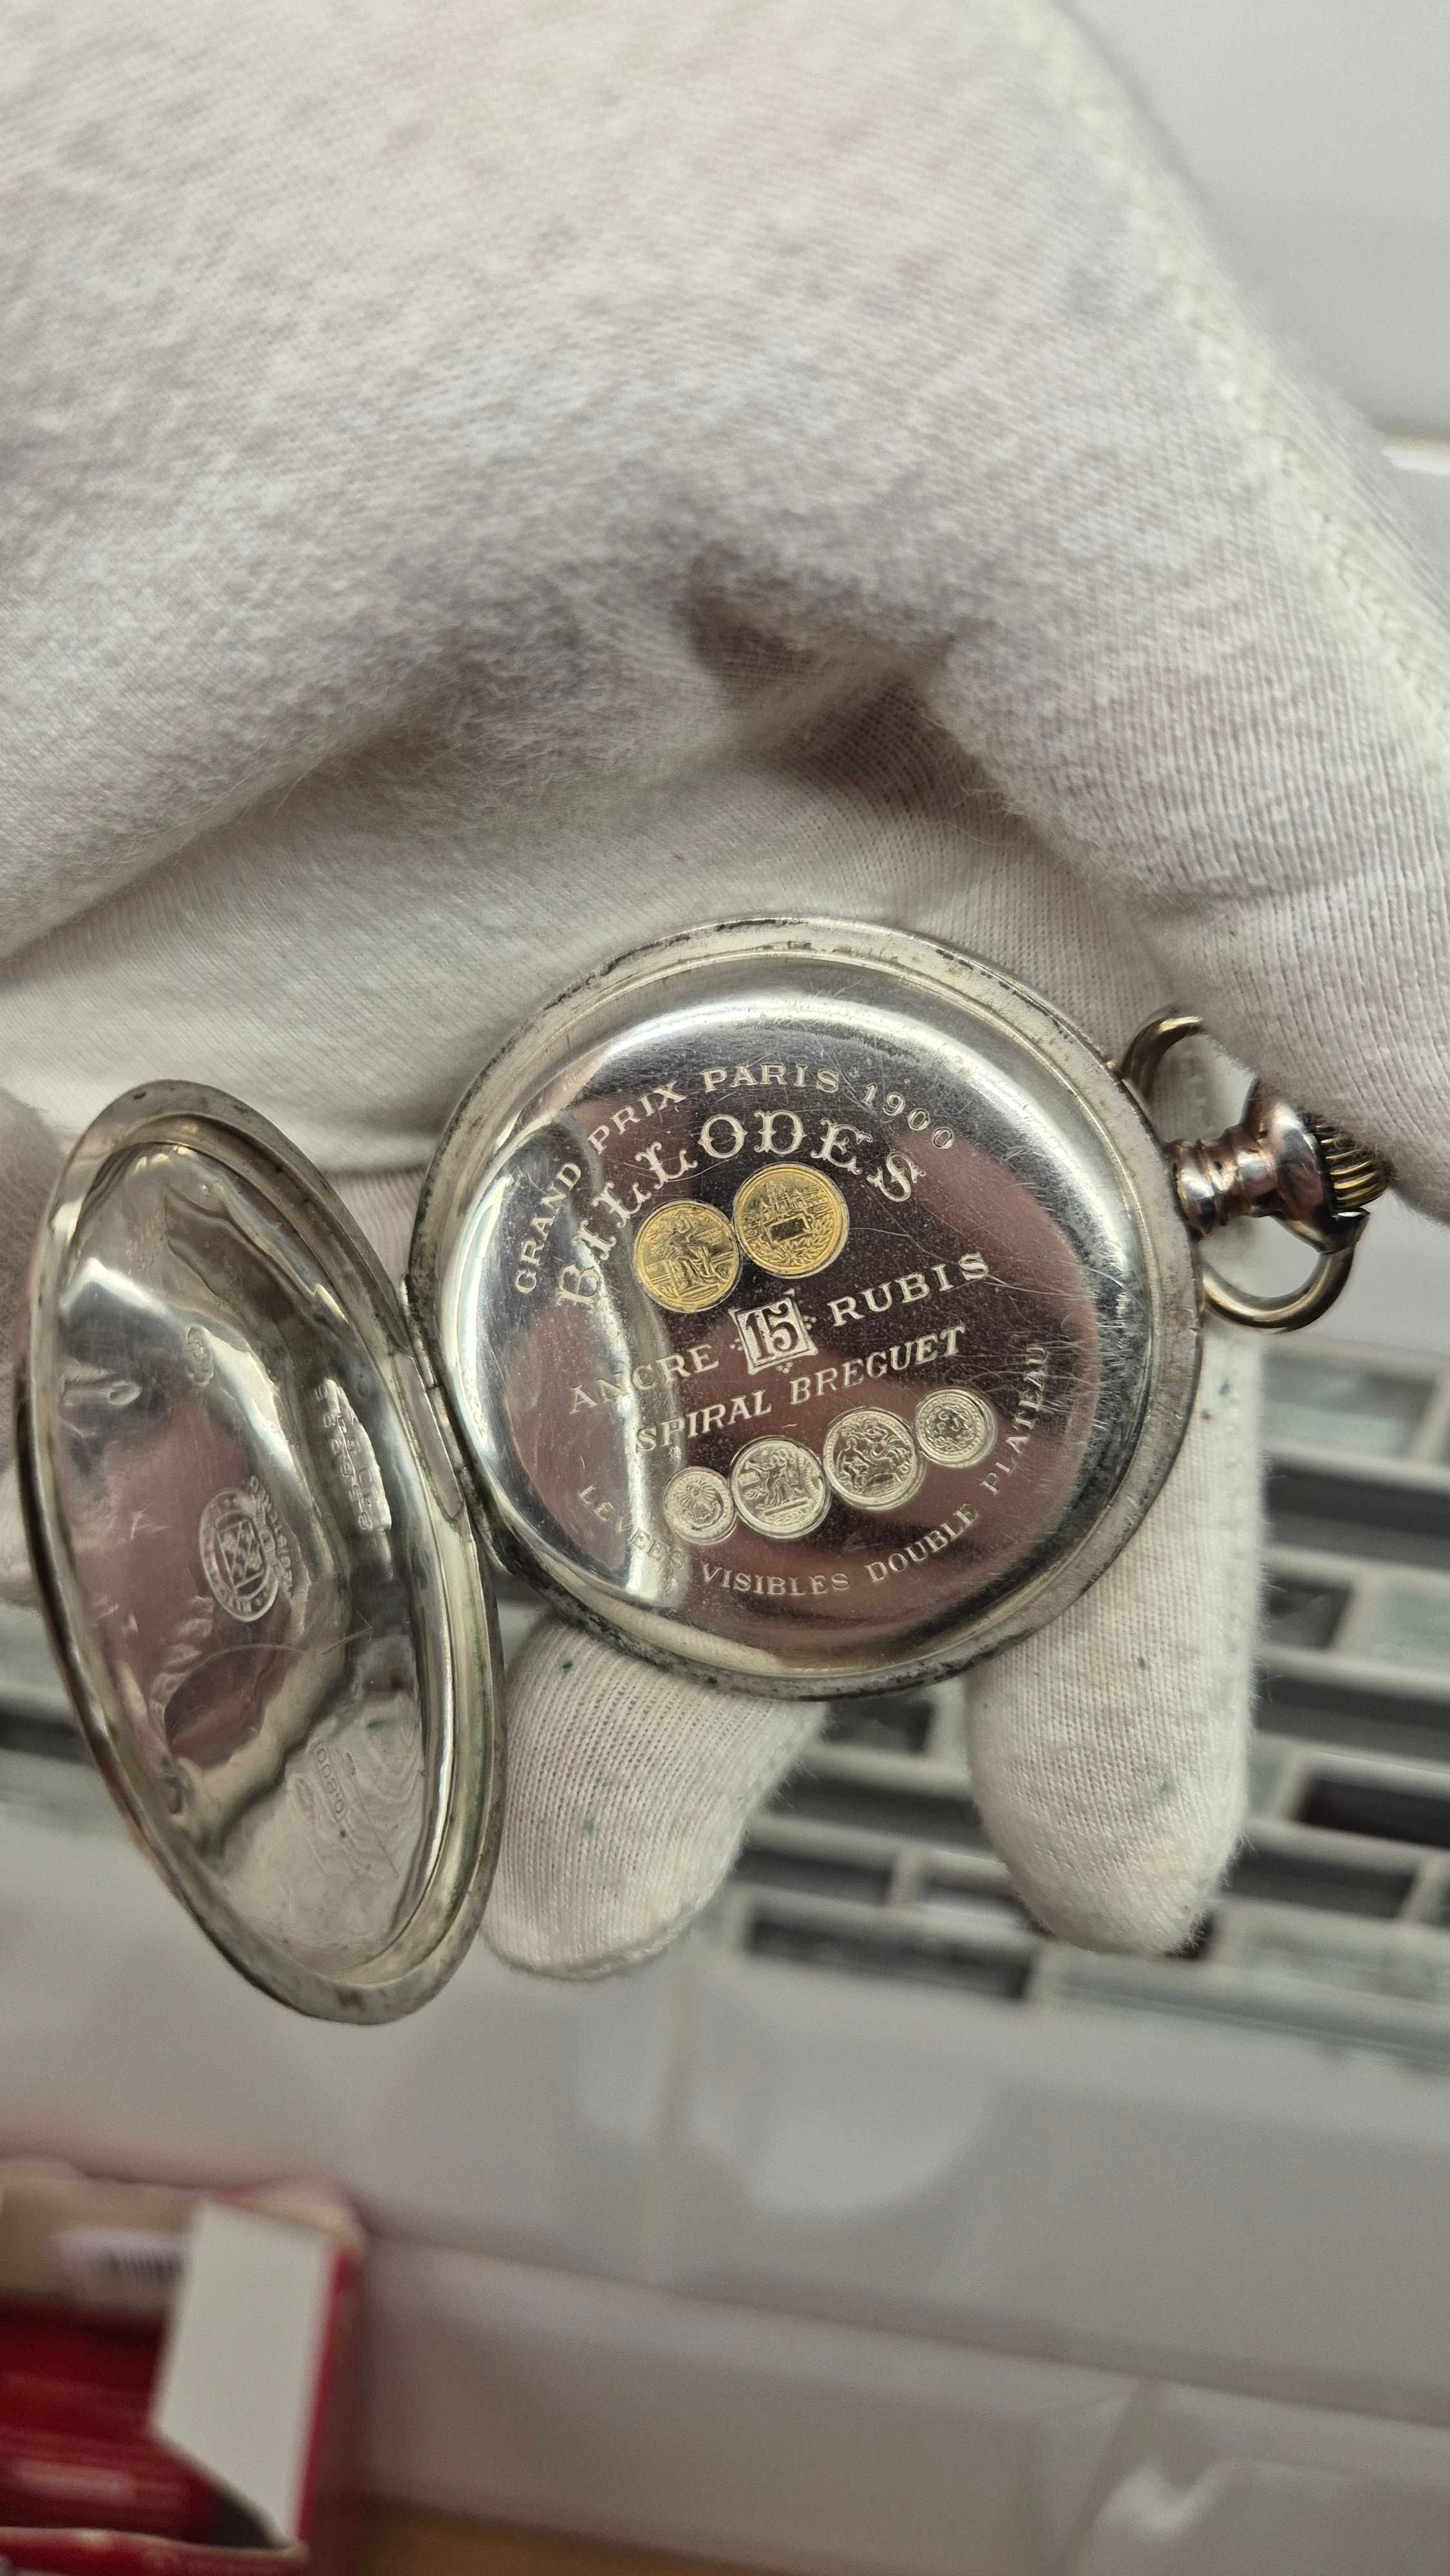 GRAND PRIX PARIS 1900
BILLODES
ANCRE 15 RUBIS
SPIRAL BREGUET
LEVEES VISIBLES DOUBLE PLATEAU